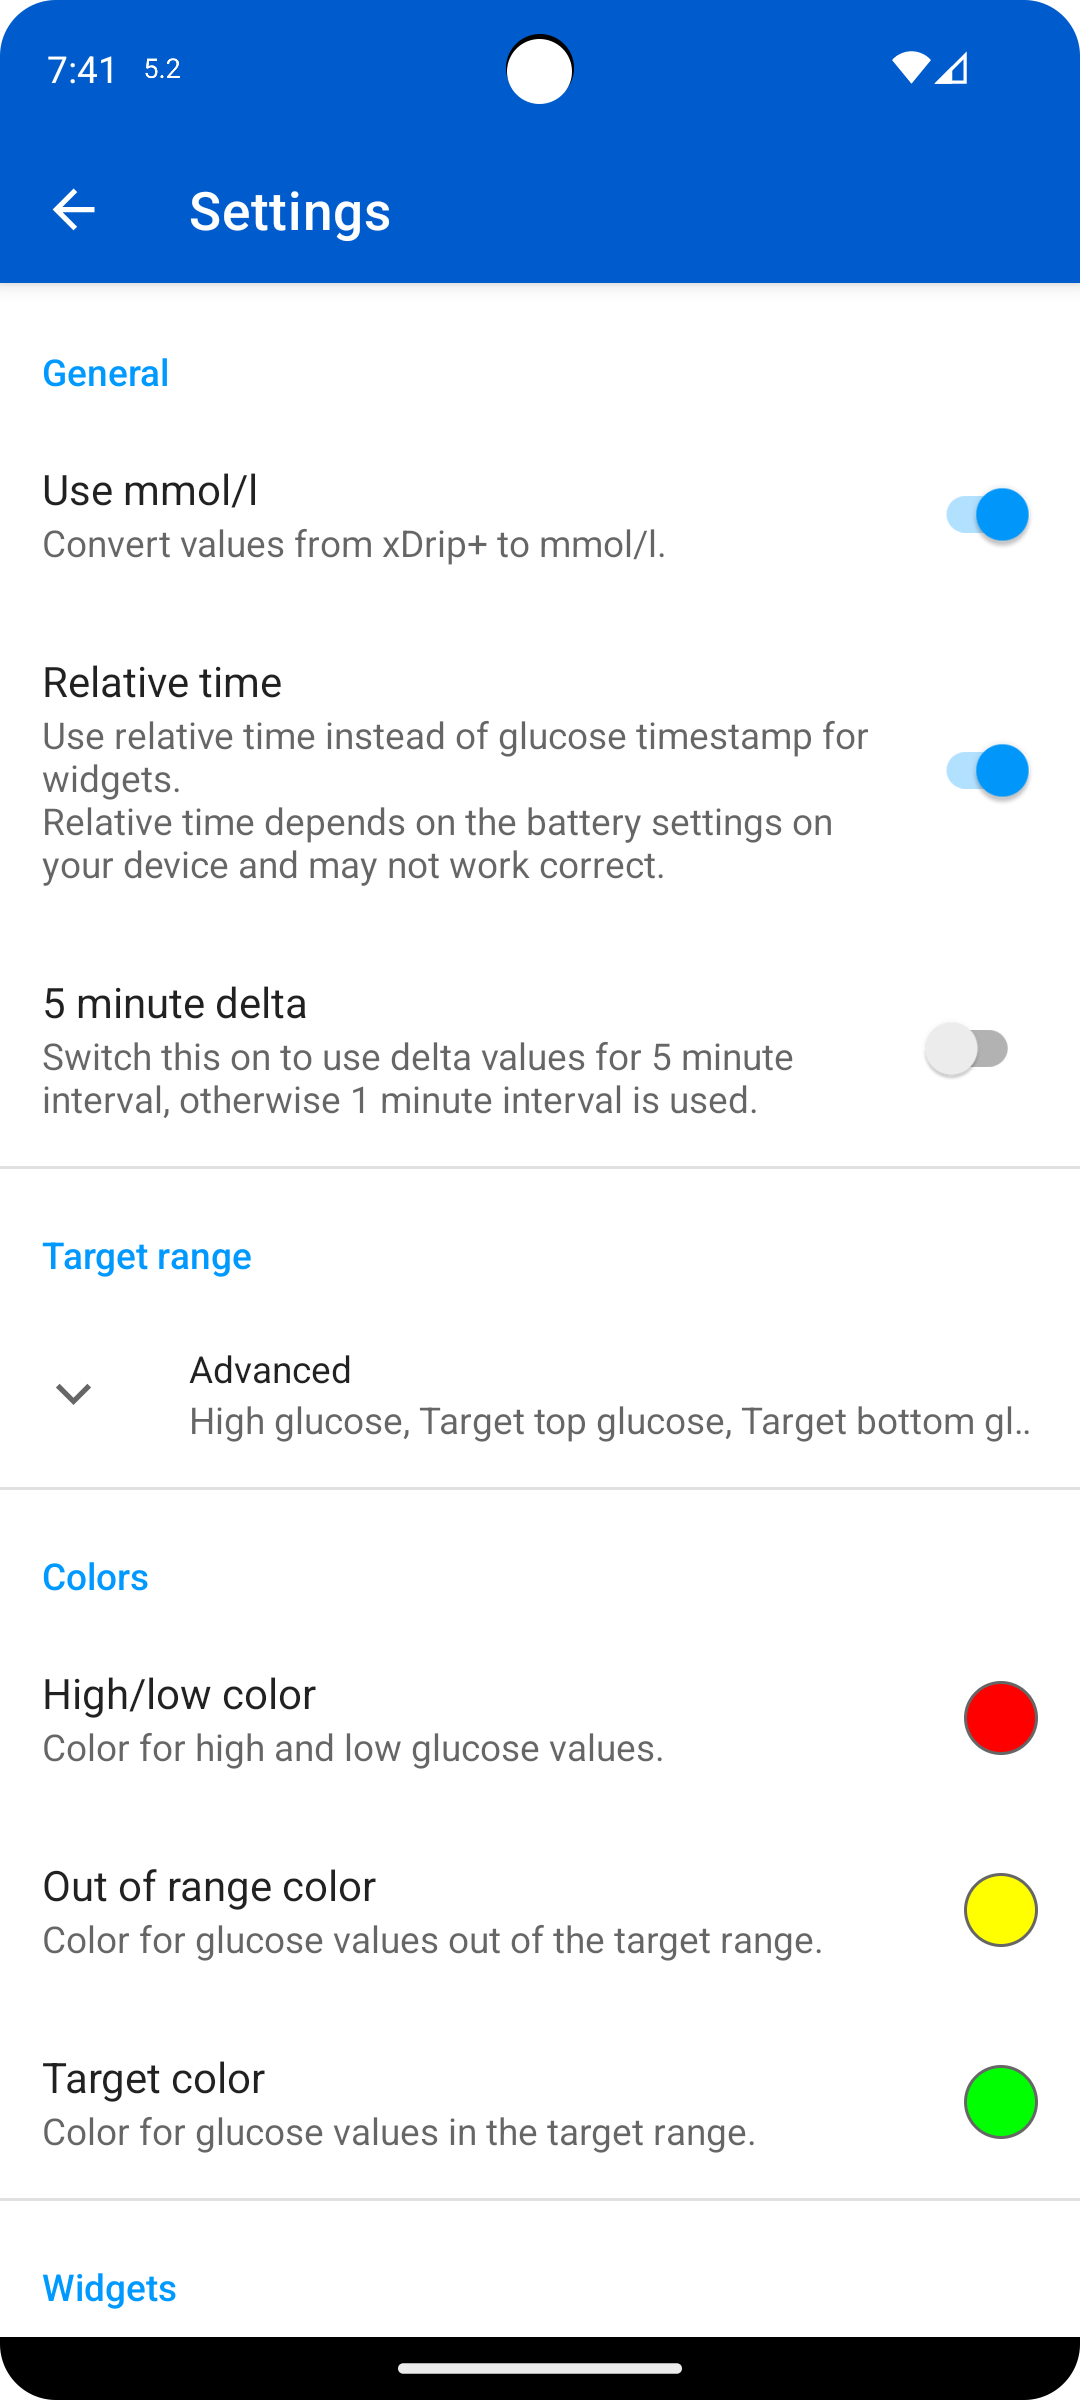 7:41 5.2
Settings
General
Use mmol/l
Convert values from xDrip+ to mmol/l.
Relative time
Use relative time instead of glucose timestamp for
widgets.
Relative time depends on the battery settings on
your device and may not work correct.
5 minute delta
Switch this on to use delta values for 5 minute
interval, otherwise 1 minute interval is used.
Target range
Advanced
High glucose, Target top glucose, Target bottom gl..
Colors
High/low color
Color for high and low glucose values.
Out of range color
Color for glucose values out of the target range.
Target color
Color for glucose values in the target range.
Widgets